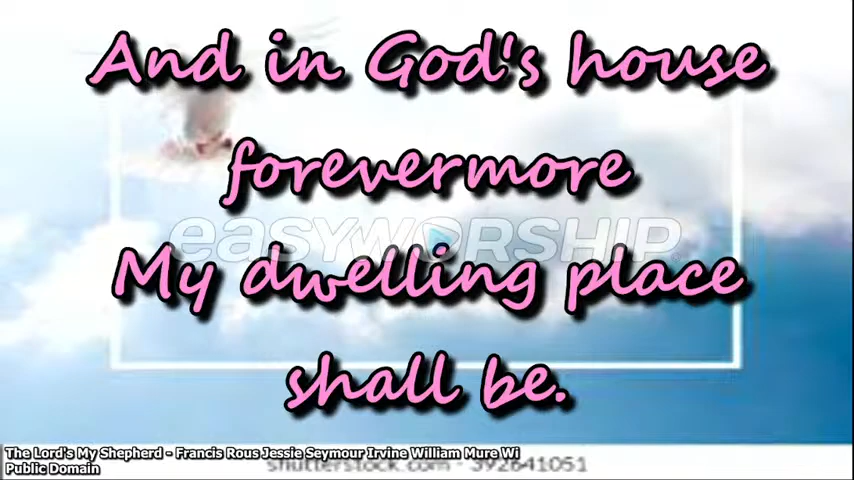 And in God's house
forevermore
easyworship®
My dwelling place
shall be.
The Lord's My Shepherd - Francis Rous Jessie Seymour Irvine William Mure Wi
Public Domain
shutterstock.com · 392641051